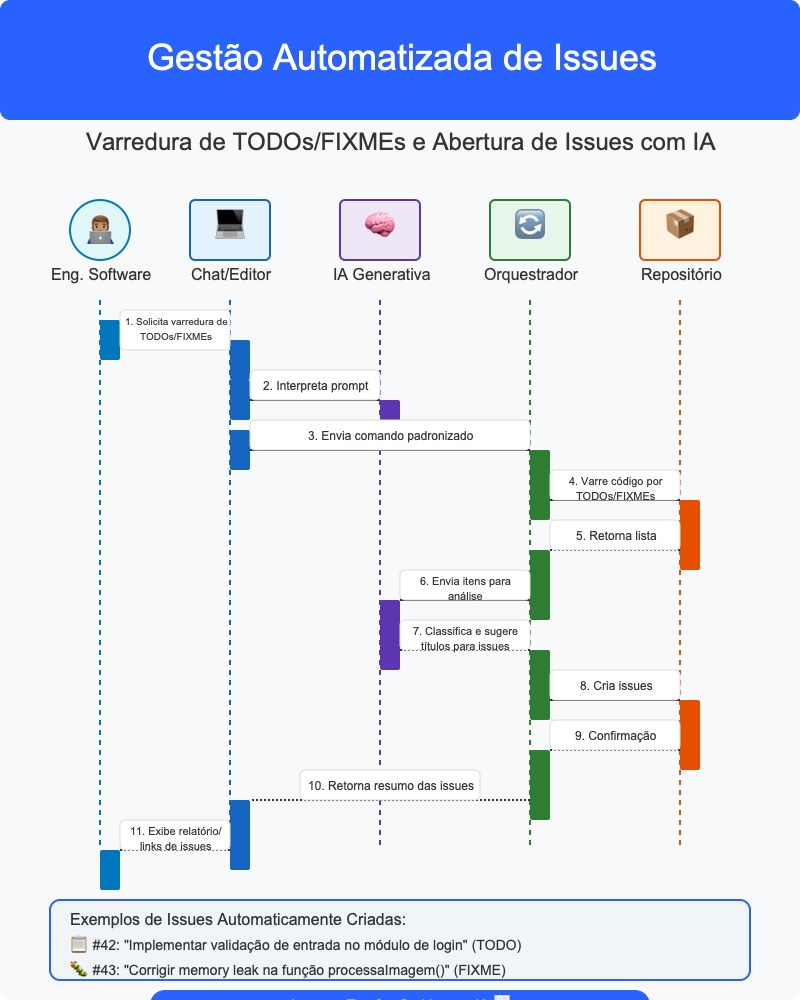 Gestão Automatizada de Issues
Varredura de TODOs/FIXMEs e Abertura de Issues com IA
Eng. Software
Chat/Editor
IA Generativa
Orquestrador
Repositório
1. Solicita varredura de
TODOs/FIXMEs
2. Interpreta prompt
3. Envia comando padronizado
4. Varre código por
TODOs/FIXMEs
5. Retorna lista
6. Envia itens para
análise
7. Classifica e sugere
títulos para issues
8. Cria issues
9. Confirmação
10. Retorna resumo das issues
11. Exibe relatório/
links de issues
Exemplos de Issues Automaticamente Criadas:
#42: "Implementar validação de entrada no módulo de login" (TODO)
#43: "Corrigir memory leak na função processaImagem()" (FIXME)